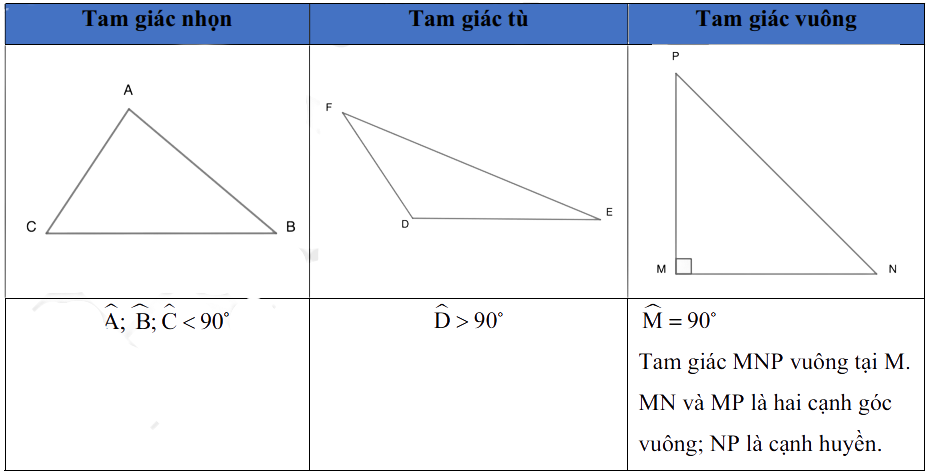 Tam giác nhọn Tam giác tù Tam giác vuông
A
C
B
F
D
E
P
M
N
Â; B̂; Ĉ < 90°
D̂ > 90°
M̂ = 90°
Tam giác MNP vuông tại M.
MN và MP là hai cạnh góc
vuông; NP là cạnh huyền.